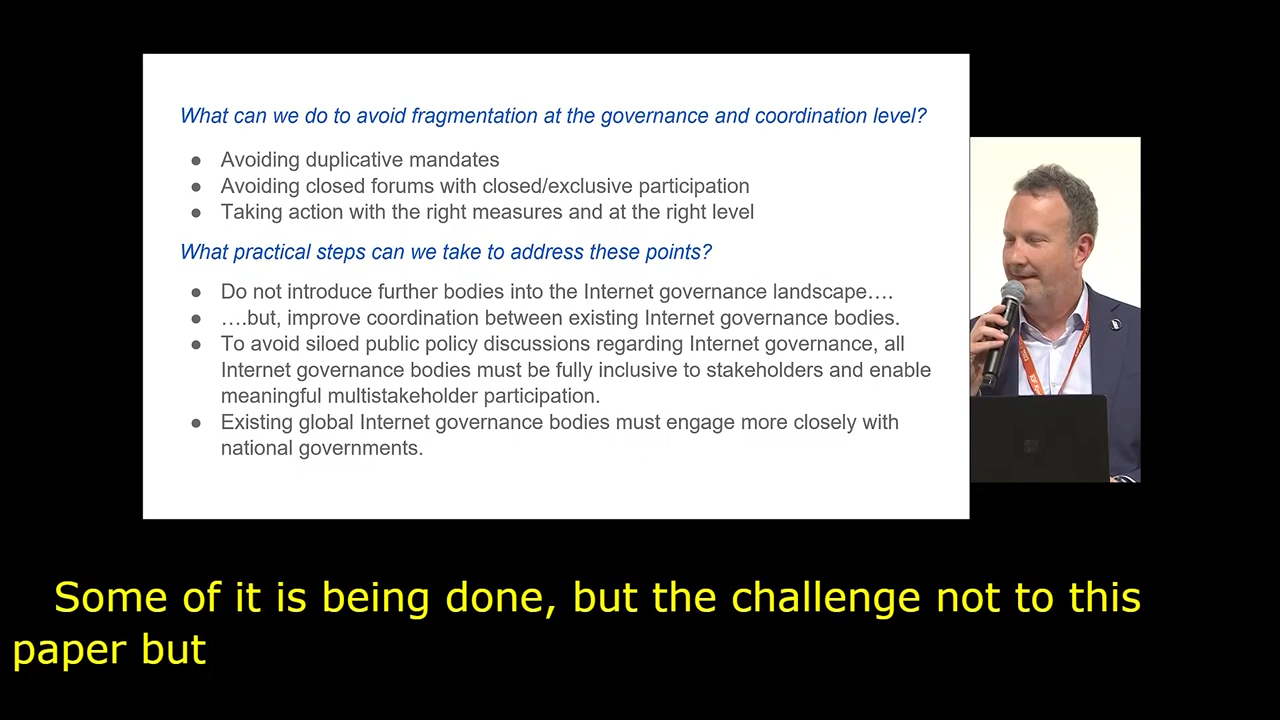 What can we do to avoid fragmentation at the governance and coordination level?
● Avoiding duplicative mandates
● Avoiding closed forums with closed/exclusive participation
● Taking action with the right measures and at the right level
What practical steps can we take to address these points?
● Do not introduce further bodies into the Internet governance landscape….
● ….but, improve coordination between existing Internet governance bodies.
● To avoid siloed public policy discussions regarding Internet governance, all
Internet governance bodies must be fully inclusive to stakeholders and enable
meaningful multistakeholder participation.
● Existing global Internet governance bodies must engage more closely with
national governments.
Some of it is being done, but the challenge not to this
paper but